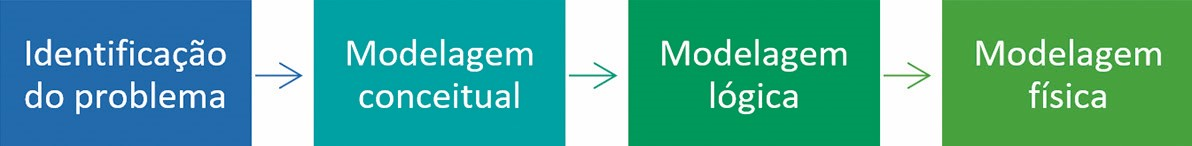 Identificação
do problema
Modelagem
conceitual
Modelagem
lógica
Modelagem
física